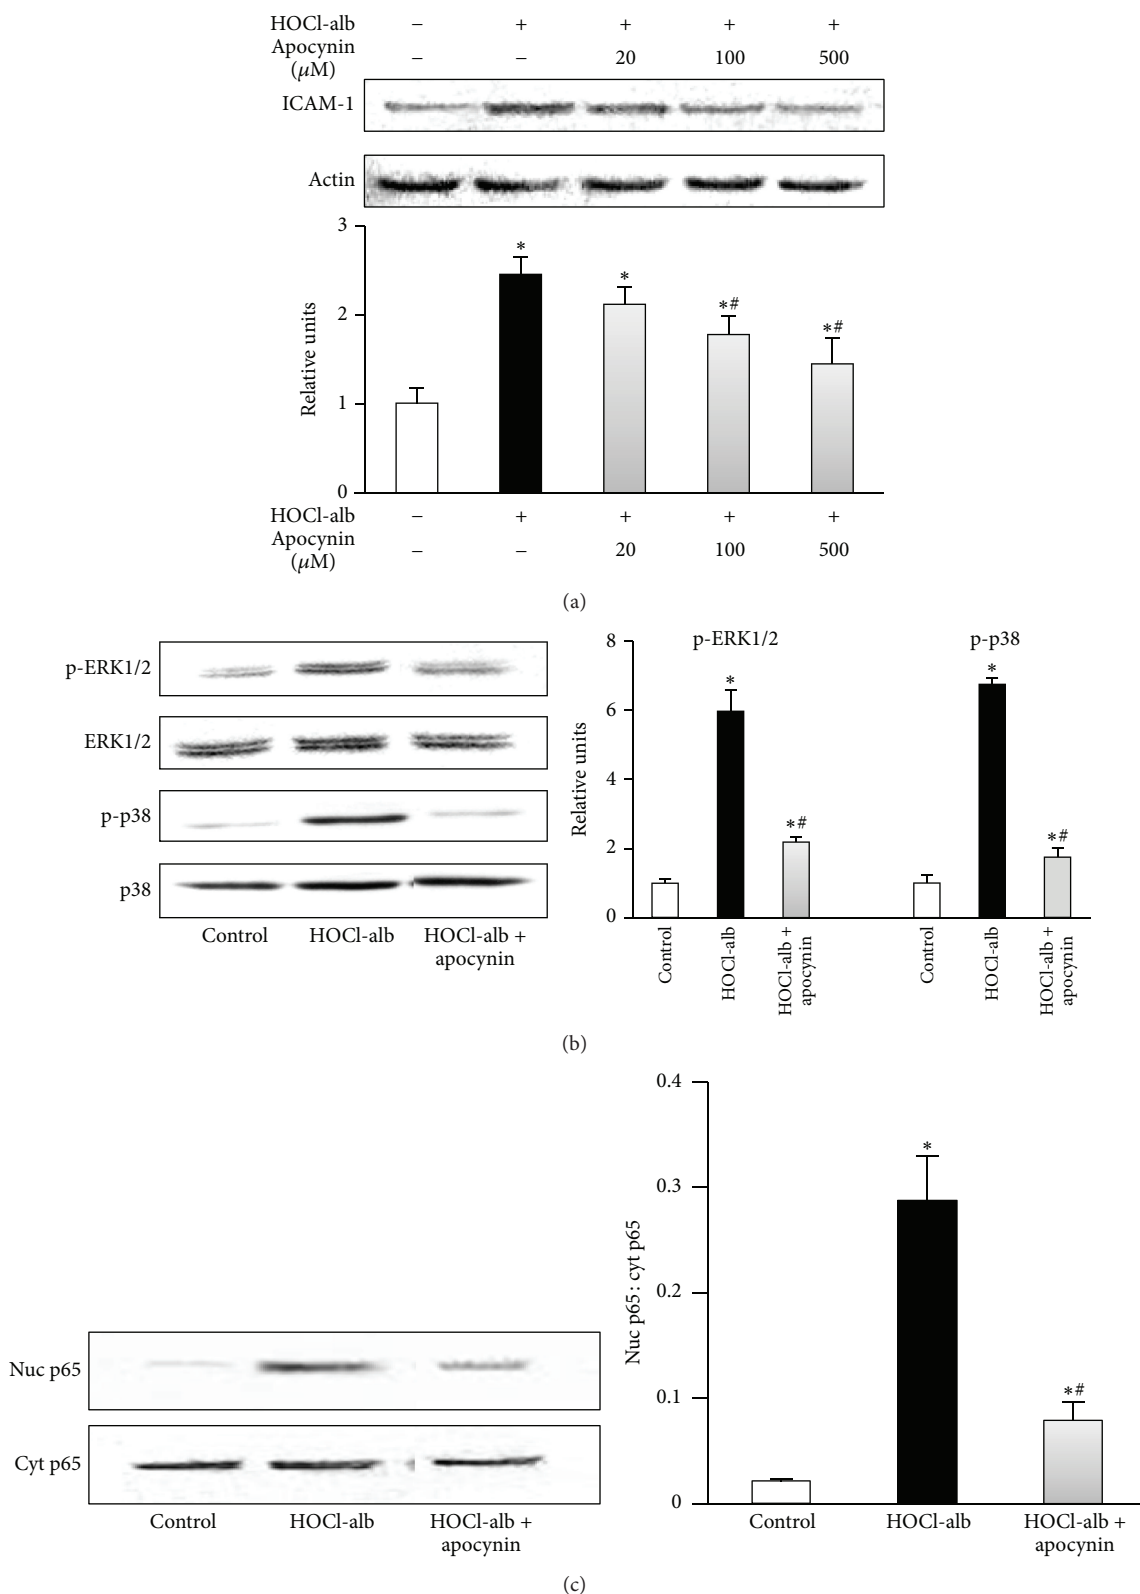 HOCl-alb − + + + +
Apocynin
(μM) − − 20 100 500
ICAM-1
Actin
3
2
1
0
Relative units
* * *# *#
HOCl-alb − + + + +
Apocynin
(μM) − − 20 100 500
(a)
p-ERK1/2
ERK1/2
p-p38
p38
Control HOCl-alb HOCl-alb +
apocynin
8
6
4
2
0
Relative units
p-ERK1/2 p-p38
* *# * *#
Control
HOCl-alb
HOCl-alb +
apocynin
Control
HOCl-alb
HOCl-alb +
apocynin
(b)
Nuc p65
Cyt p65
Control HOCl-alb HOCl-alb +
apocynin
0.4
0.3
0.2
0.1
0
Nuc p65 : cyt p65
* *#
Control HOCl-alb HOCl-alb +
apocynin
(c)